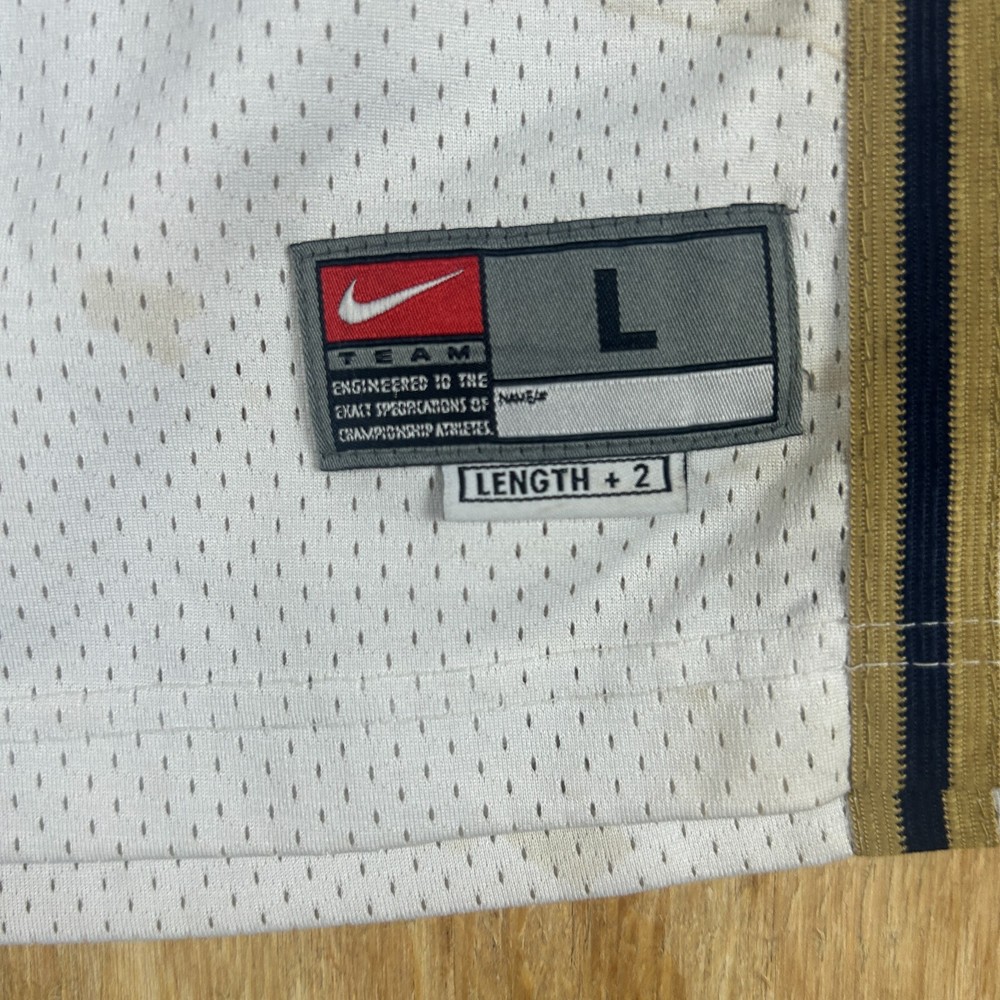 L
TEAM
ENGINEERED TO THE
EXACT SPECIFICATIONS OF
CHAMPIONSHIP ATHLETES.
NAME/#
LENGTH + 2